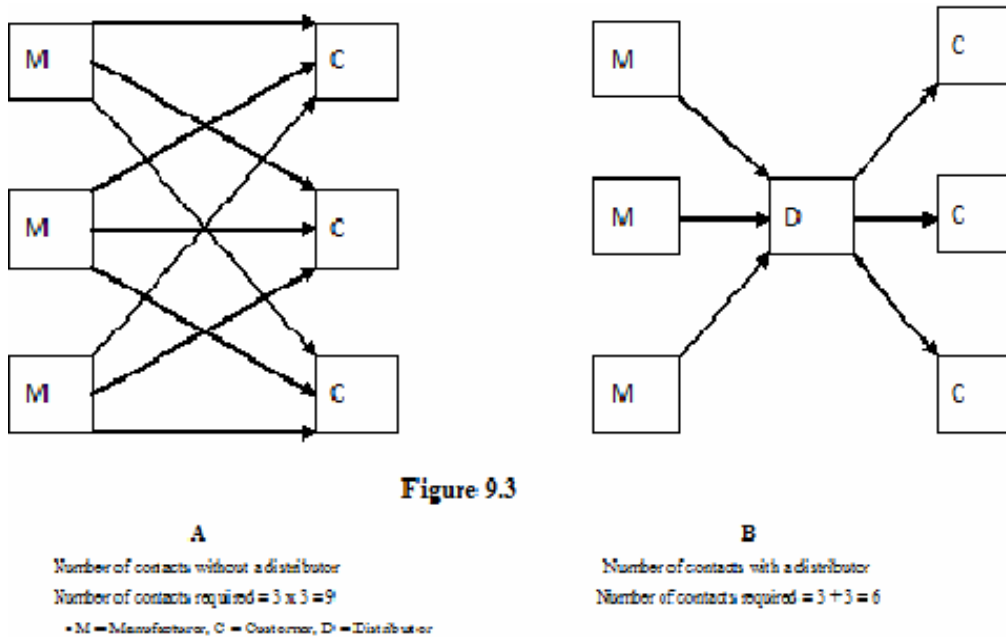 M
C
M
C
M
C
M
C
M
D
C
M
C
Figure 9.3
A
Number of contacts without a distributor
Number of contacts required = 3 x 3 = 9
• M = Manufacturer, C = Customer, D = Distributor
B
Number of contacts with a distributor
Number of contacts required = 3 + 3 = 6